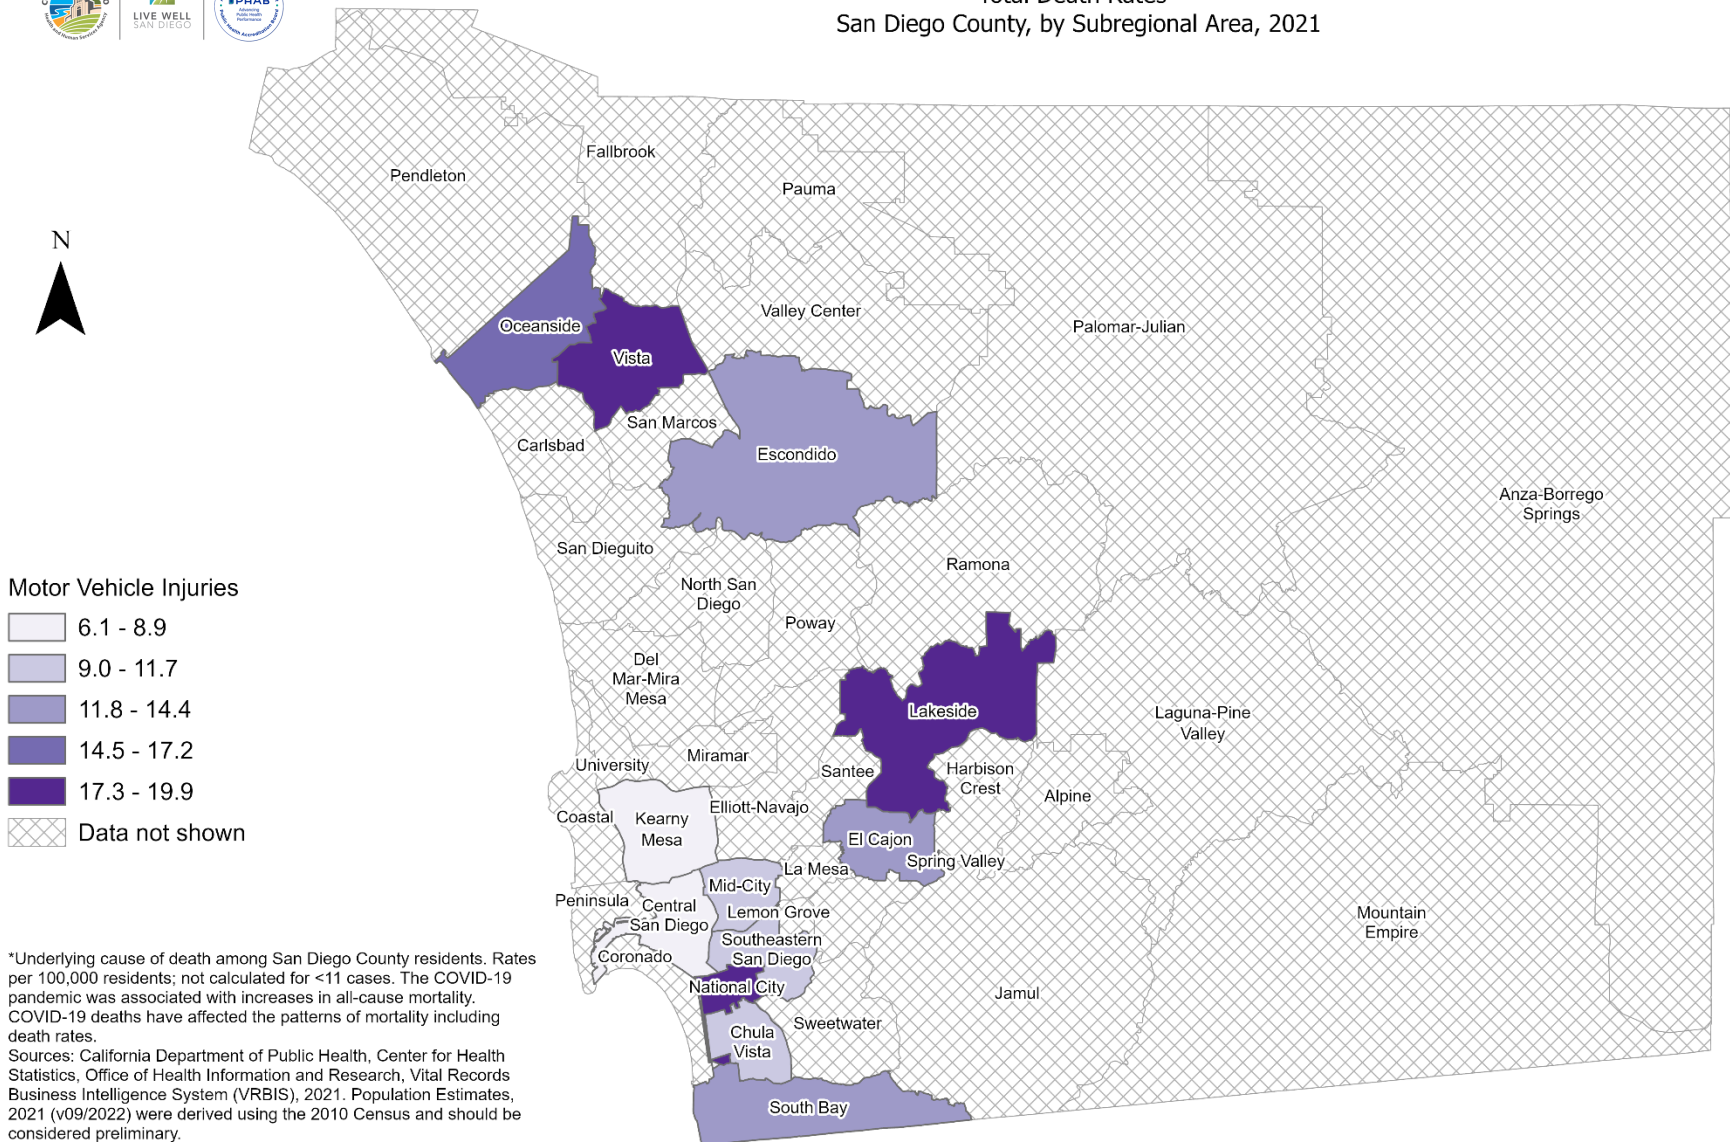 LIVE WELL
SAN DIEGO
PHAB
Advancing
Public Health
Performance
Public Health Accreditation Board
Total Death Rates
San Diego County, by Subregional Area, 2021
N
Pendleton
Fallbrook
Pauma
Oceanside
Vista
Valley Center
Palomar-Julian
San Marcos
Carlsbad
Escondido
Anza-Borrego
Springs
San Dieguito
North San
Diego
Ramona
Poway
Del
Mar-Mira
Mesa
Lakeside
Laguna-Pine
Valley
University
Miramar
Santee
Harbison
Crest
Alpine
Coastal
Kearny
Mesa
Elliott-Navajo
El Cajon
La Mesa
Spring Valley
Mid-City
Peninsula
Central
San Diego
Lemon Grove
Mountain
Empire
Southeastern
San Diego
Coronado
National City
Jamul
Sweetwater
Chula
Vista
South Bay
Motor Vehicle Injuries
6.1 - 8.9
9.0 - 11.7
11.8 - 14.4
14.5 - 17.2
17.3 - 19.9
Data not shown
*Underlying cause of death among San Diego County residents. Rates
per 100,000 residents; not calculated for <11 cases. The COVID-19
pandemic was associated with increases in all-cause mortality.
COVID-19 deaths have affected the patterns of mortality including
death rates.
Sources: California Department of Public Health, Center for Health
Statistics, Office of Health Information and Research, Vital Records
Business Intelligence System (VRBIS), 2021. Population Estimates,
2021 (v09/2022) were derived using the 2010 Census and should be
considered preliminary.